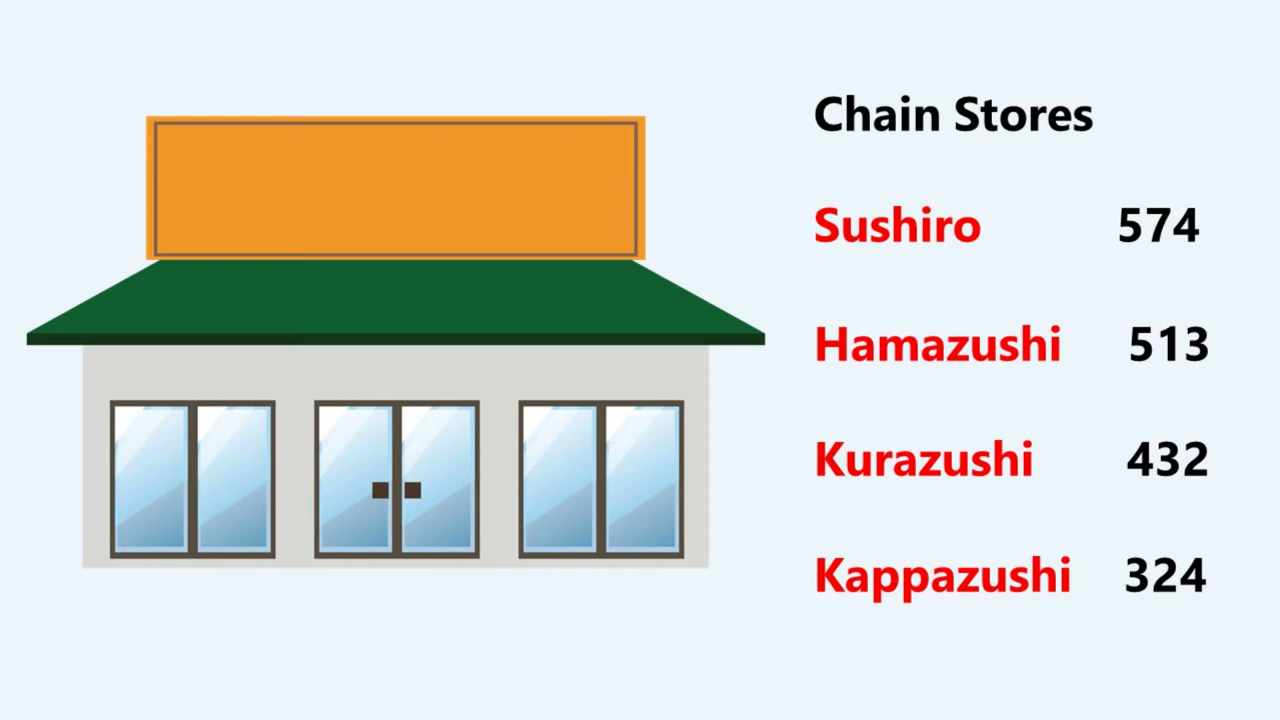 Chain Stores
Sushiro 574
Hamazushi 513
Kurazushi 432
Kappazushi 324